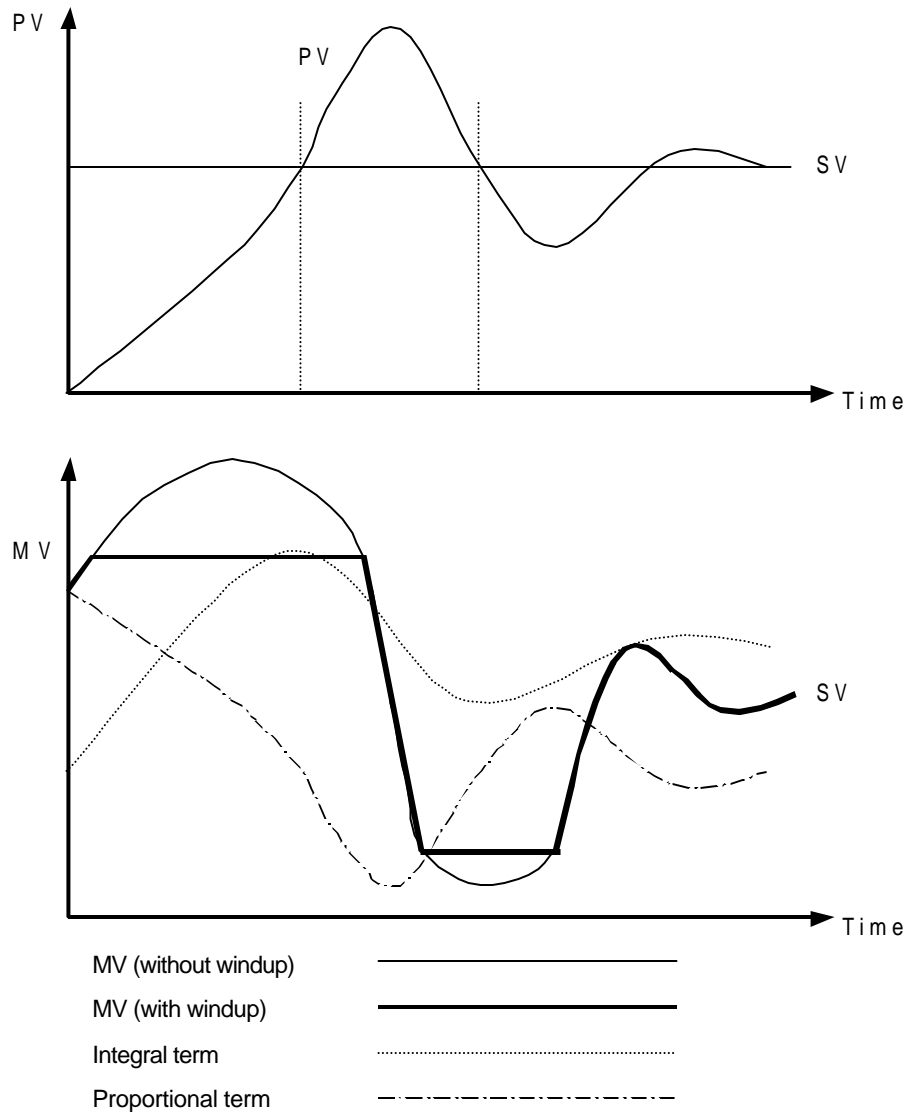 PV
PV
SV
Time
MV
SV
Time
MV (without windup)
MV (with windup)
Integral term
Proportional term